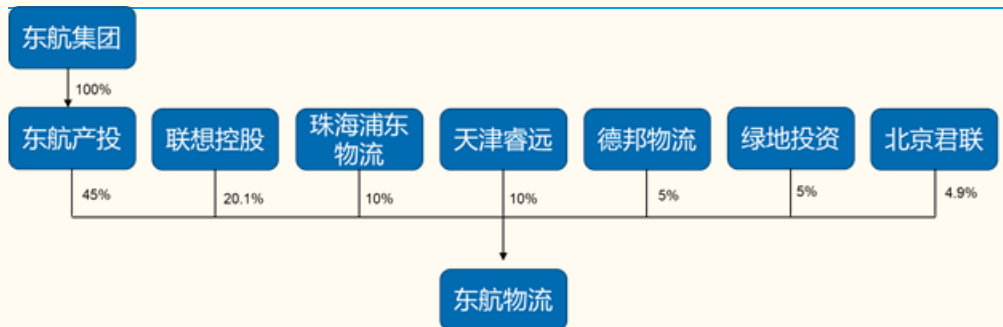 东航集团
100%
东航产投
联想控股
珠海浦东
物流
天津睿远
德邦物流
绿地投资
北京君联
45%
20.1%
10%
10%
5%
5%
4.9%
东航物流